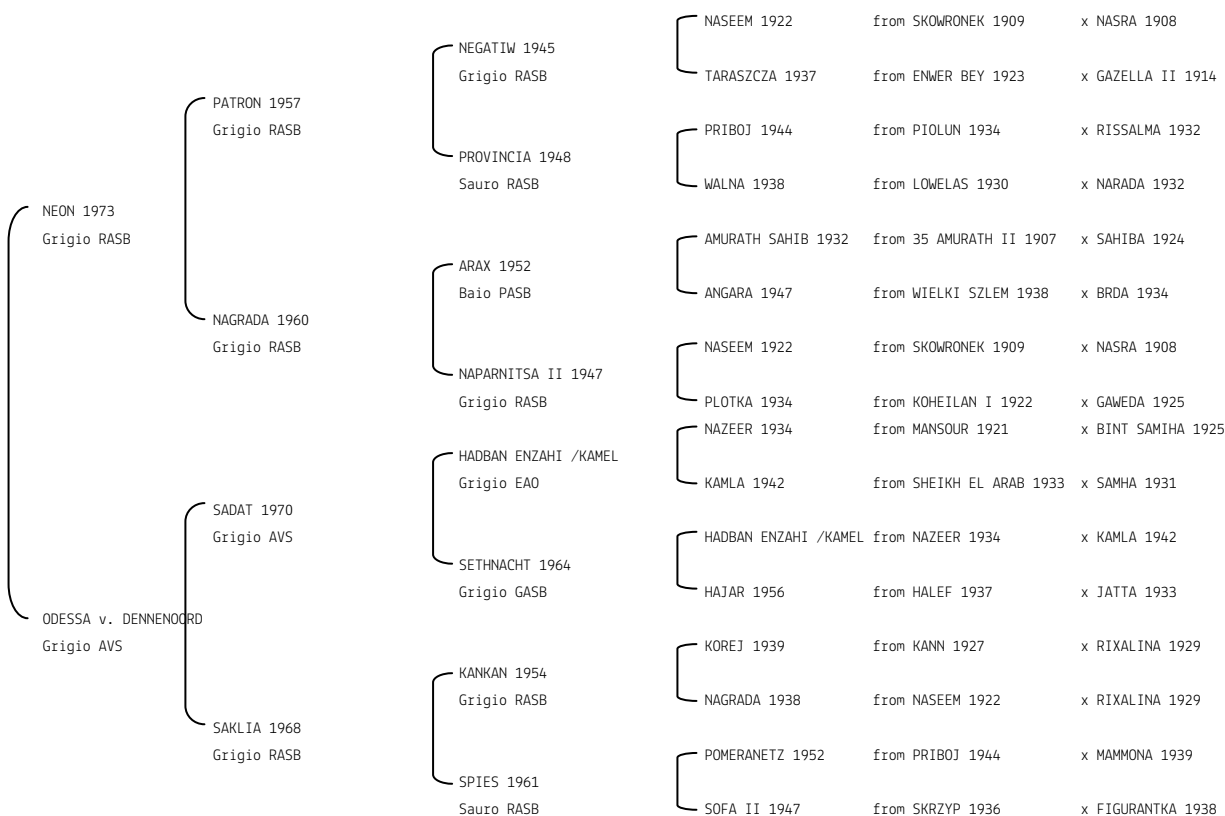 NASEEM 1922 from SKOWRONEK 1909 x NASRA 1908
NEGATIW 1945
Grigio RASB TARASZCZA 1937 from ENWER BEY 1923 x GAZELLA II 1914
PATRON 1957
Grigio RASB PRIBOJ 1944 from PIOLUN 1934 x RISSALMA 1932
PROVINCIA 1948
Sauro RASB WALNA 1938 from LOWELAS 1930 x NARADA 1932
NEON 1973
Grigio RASB AMURATH SAHIB 1932 from 35 AMURATH II 1907 x SAHIBA 1924
ARAX 1952
Baio PASB ANGARA 1947 from WIELKI SZLEM 1938 x BRDA 1934
NAGRADA 1960
Grigio RASB NASEEM 1922 from SKOWRONEK 1909 x NASRA 1908
NAPARNITSA II 1947
Grigio RASB PLOTKA 1934 from KOHEILAN I 1922 x GAWEDA 1925
NAZEER 1934 from MANSOUR 1921 x BINT SAMIHA 1925
HADBAN ENZAHI /KAMEL
Grigio EAO KAMLA 1942 from SHEIKH EL ARAB 1933 x SAMHA 1931
SADAT 1970
Grigio AVS HADBAN ENZAHI /KAMEL from NAZEER 1934 x KAMLA 1942
SETHNACHT 1964
Grigio GASB HAJAR 1956 from HALEF 1937 x JATTA 1933
ODESSA v. DENNENOORD
Grigio AVS KOREJ 1939 from KANN 1927 x RIXALINA 1929
KANKAN 1954
Grigio RASB NAGRADA 1938 from NASEEM 1922 x RIXALINA 1929
SAKLIA 1968
Grigio RASB POMERANETZ 1952 from PRIBOJ 1944 x MAMMONA 1939
SPIES 1961
Sauro RASB SOFA II 1947 from SKRZYP 1936 x FIGURANTKA 1938